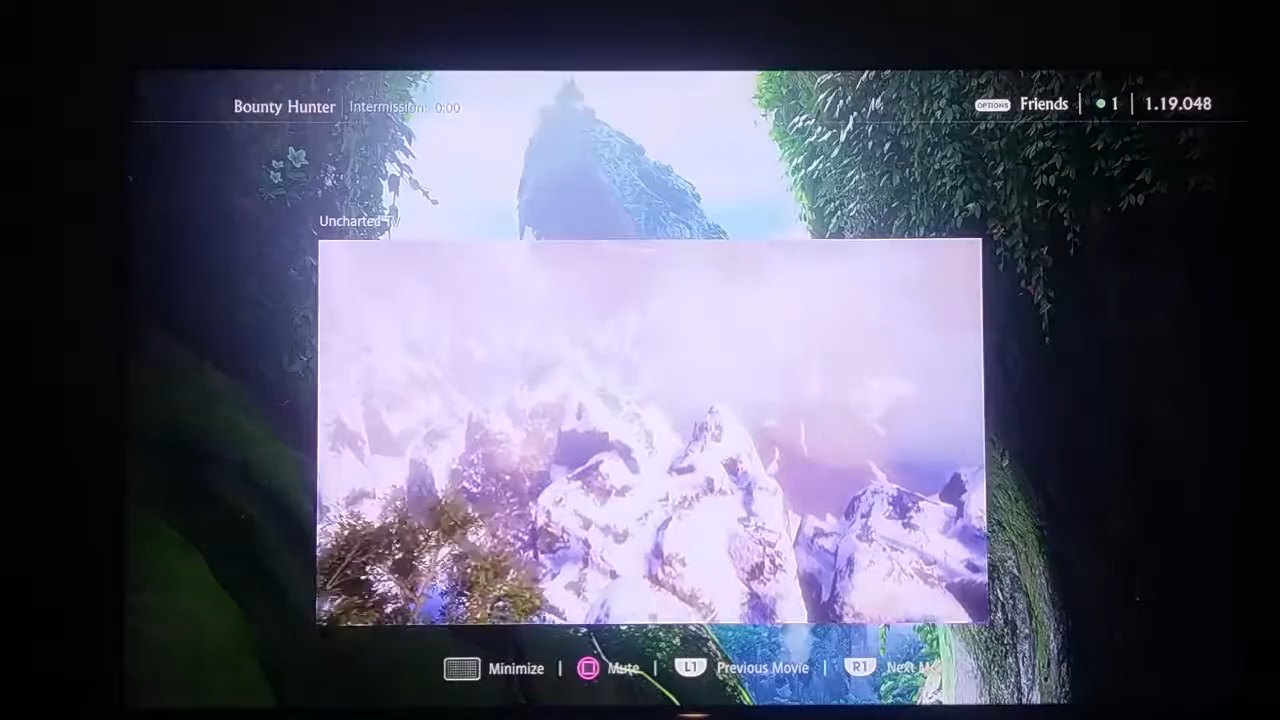 Bounty Hunter | Intermission: 0:00
OPTIONS Friends | 1 | 1.19.048
Uncharted TV
Minimize | Mute | L1 Previous Movie | R1 Next